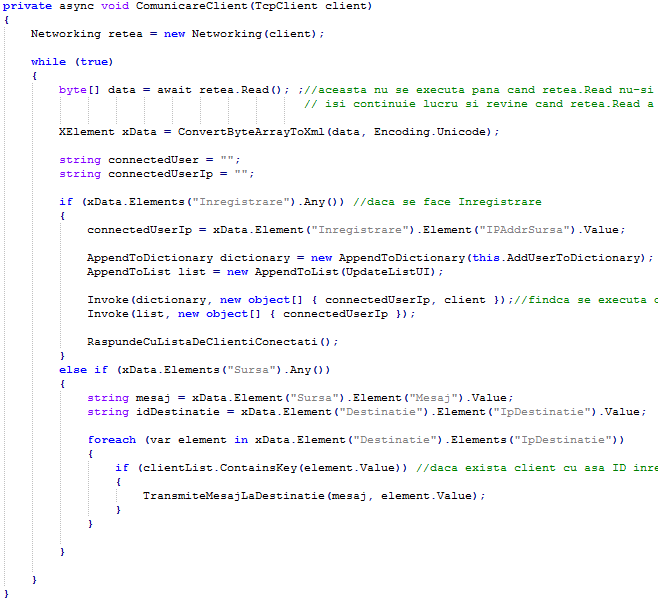 private async void ComunicareClient(TcpClient client)
{
    Networking retea = new Networking(client);

    while (true)
    {
        byte[] data = await retea.Read(); ;//aceasta nu se executa pana cand retea.Read nu-si
                                           // isi continuie lucru si revine cand retea.Read a
        XElement xData = ConvertByteArrayToXml(data, Encoding.Unicode);

        string connectedUser = "";
        string connectedUserIp = "";

        if (xData.Elements("Inregistrare").Any()) //daca se face Inregistrare
        {
            connectedUserIp = xData.Element("Inregistrare").Element("IPAddrSursa").Value;

            AppendToDictionary dictionary = new AppendToDictionary(this.AddUserToDictionary);
            AppendToList list = new AppendToList(UpdateListUI);

            Invoke(dictionary, new object[] { connectedUserIp, client });//findca se executa
            Invoke(list, new object[] { connectedUserIp });

            RaspundeCuListaDeClientiConectati();
        }
        else if (xData.Elements("Sursa").Any())
        {
            string mesaj = xData.Element("Sursa").Element("Mesaj").Value;
            string idDestinatie = xData.Element("Destinatie").Element("IpDestinatie").Value;

            foreach (var element in xData.Element("Destinatie").Elements("IpDestinatie"))
            {
                if (clientList.ContainsKey(element.Value)) //daca exista client cu asa ID inre
                {
                    TransmiteMesajLaDestinatie(mesaj, element.Value);
                }
            }

        }

    }
}